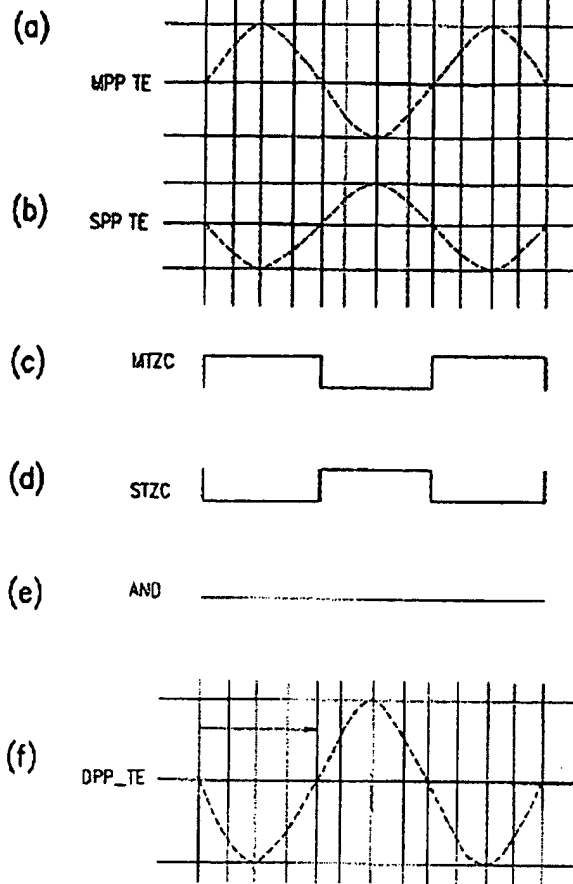 (a)
MPP TE
(b)
SPP TE
(c)
MTZC
(d)
STZC
(e)
AND
(f)
DPP_TE